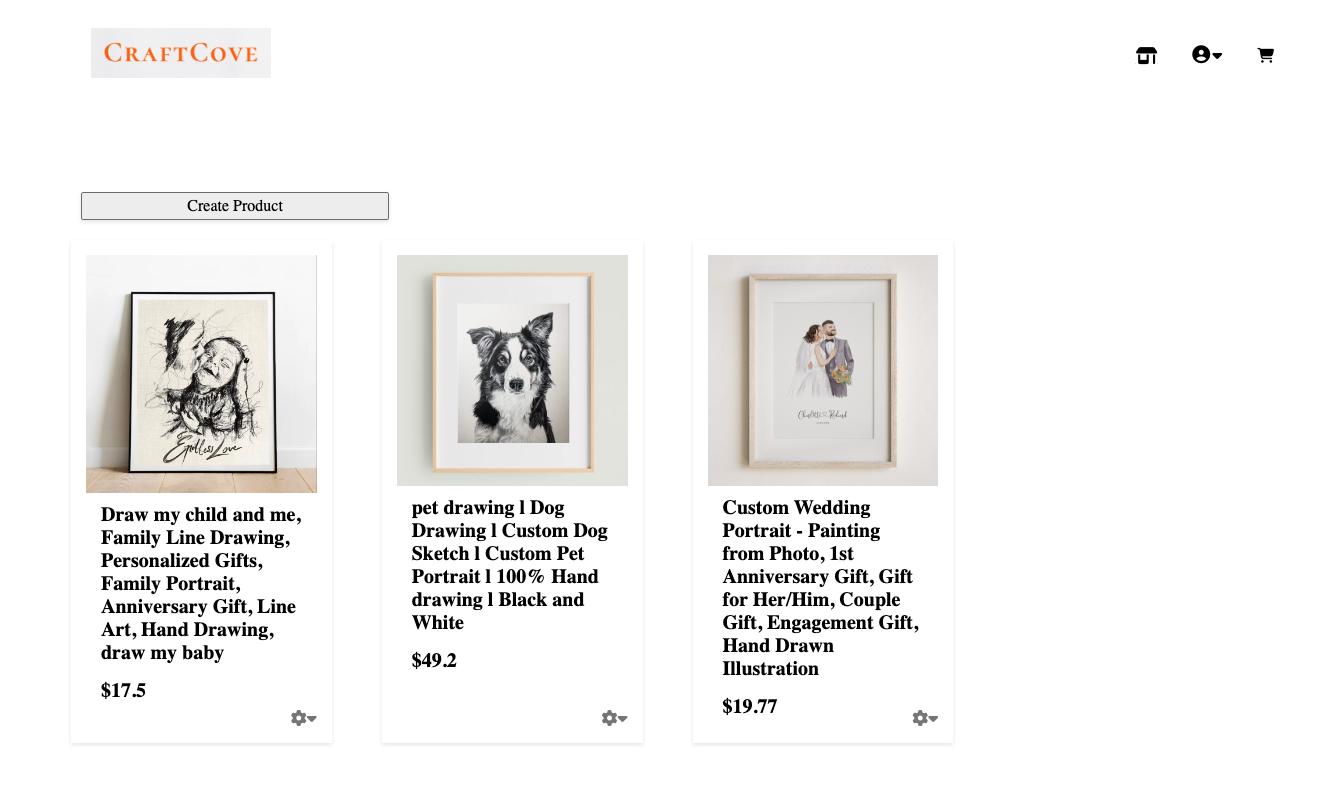 CRAFTCOVE
Create Product
Endless Love
Draw my child and me,
Family Line Drawing,
Personalized Gifts,
Family Portrait,
Anniversary Gift, Line
Art, Hand Drawing,
draw my baby
$17.5
pet drawing l Dog
Drawing l Custom Dog
Sketch l Custom Pet
Portrait l 100% Hand
drawing l Black and
White
$49.2
Charlotte Richard
Custom Wedding
Portrait - Painting
from Photo, 1st
Anniversary Gift, Gift
for Her/Him, Couple
Gift, Engagement Gift,
Hand Drawn
Illustration
$19.77